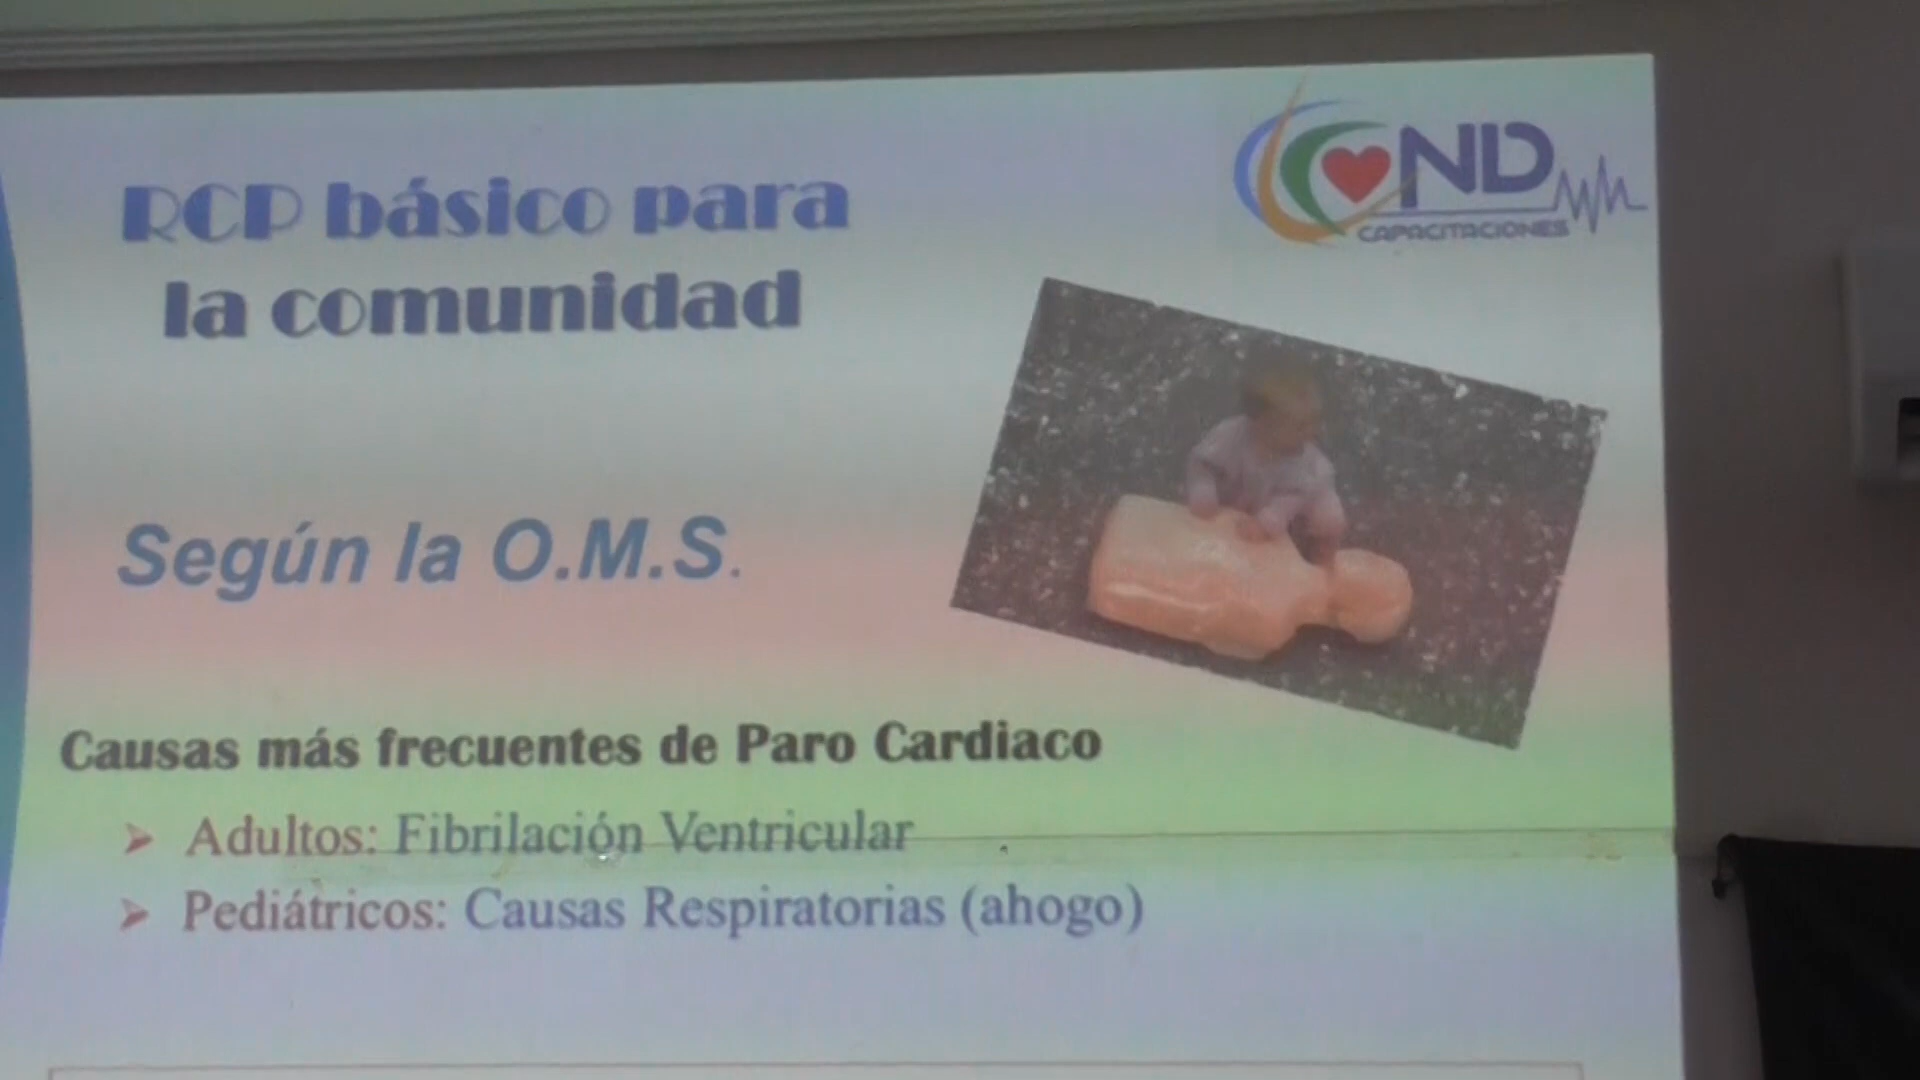 ND
CAPACITACIONES
RCP básico para
la comunidad
Según la O.M.S.
Causas más frecuentes de Paro Cardiaco
Adultos: Fibrilación Ventricular
Pediátricos: Causas Respiratorias (ahogo)